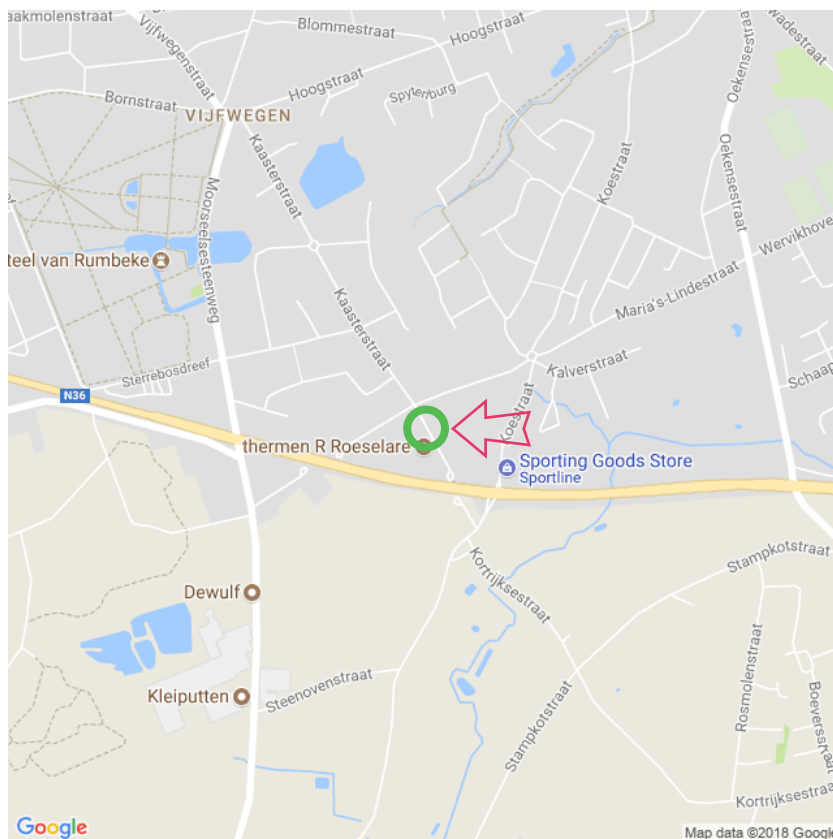 aakmolenstraat
Vijfwegenstraat
Blommestraat
Hoogstraat
Hoogstraat
Spyterburg
Bornstraat
VIJFWEGEN
Kaasterstraat
Moorseelsesteenweg
Koestraat
Oekensestraat
Oekensestraat
wadestraat
Wervikhove
teel van Rumbeke
Kaasterstraat
Maria's-Lindestraat
Sterrebosdreef
Kalverstraat
Schaap
N36
Koestraat
thermen R Roeselare
Sporting Goods Store
Sportline
Kortrijksestraat
Stampkotstraat
Dewulf
Rosmolenstraat
Boeversstraat
Steenovenstraat
Kleiputten
Stampkotstraat
Kortrijksestraat
Google
Map data ©2018 Google